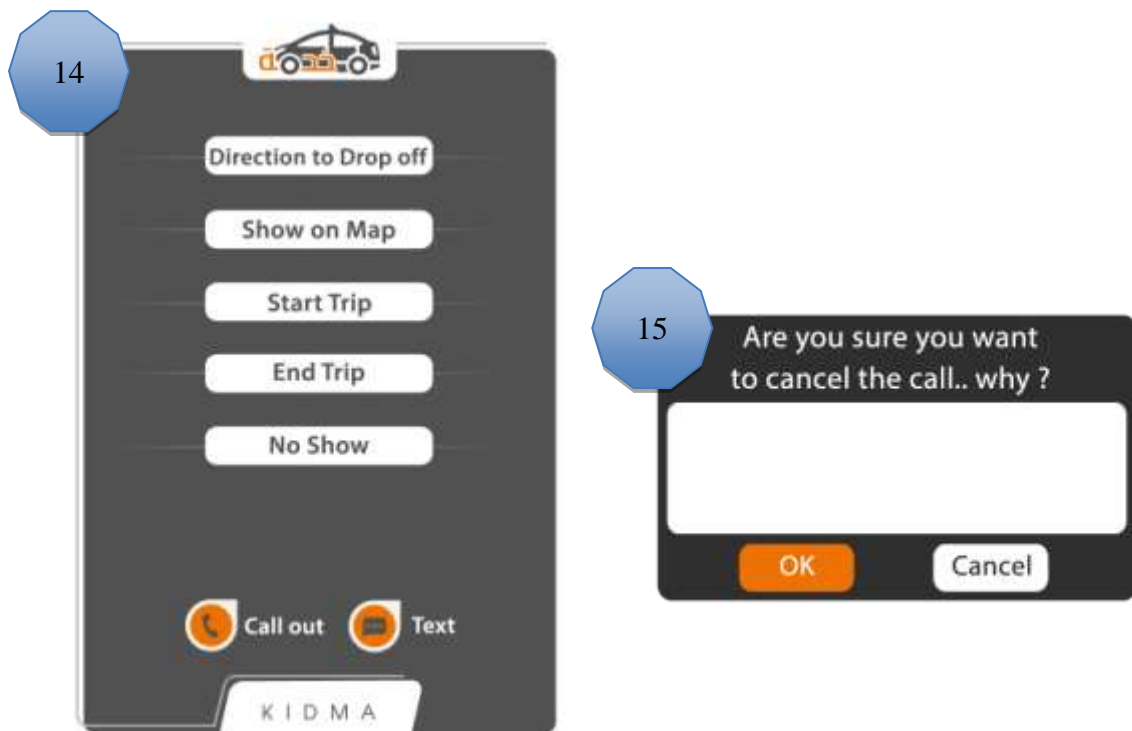 14
Direction to Drop off
Show on Map
Start Trip
End Trip
No Show
Call out
Text
KIDMA
15
Are you sure you want
to cancel the call.. why ?
OK
Cancel